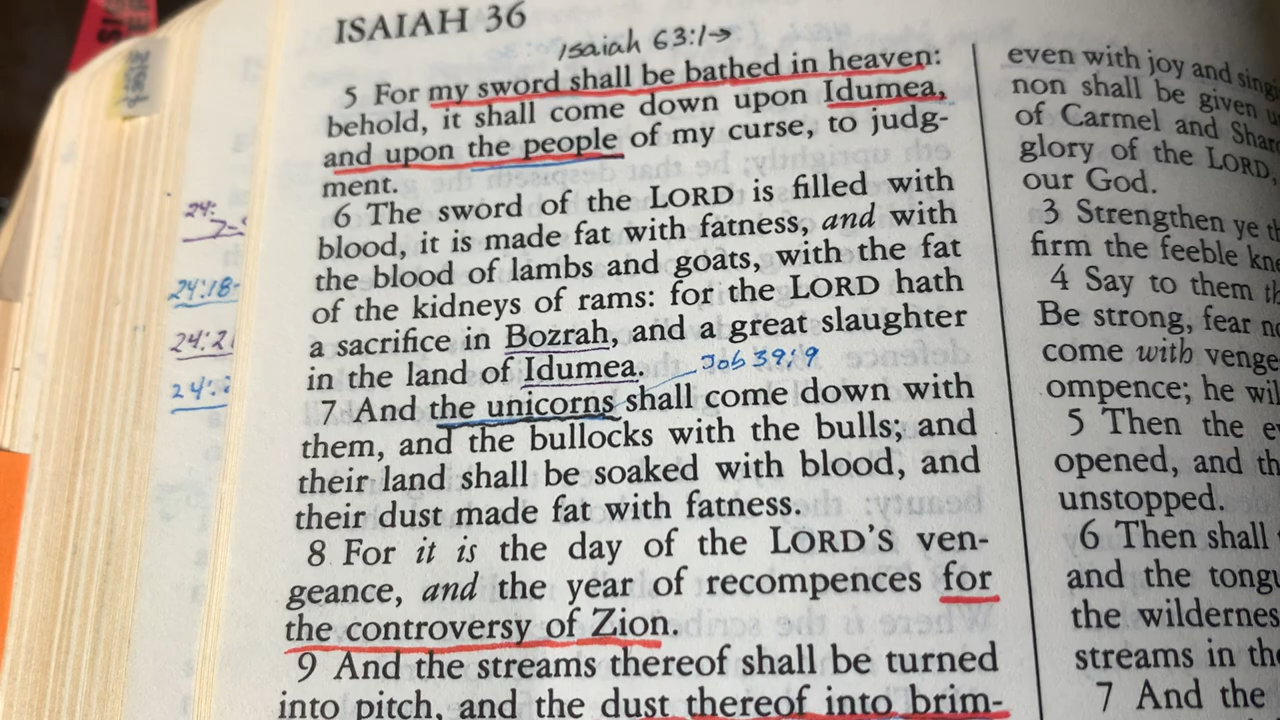 ISAIAH 36
Isaiah 63:1→
5 For my sword shall be bathed in heaven:
behold, it shall come down upon Idumea,
and upon the people of my curse, to judg-
ment.
6 The sword of the LORD is filled with
blood, it is made fat with fatness, and with
the blood of lambs and goats, with the fat
of the kidneys of rams: for the LORD hath
a sacrifice in Bozrah, and a great slaughter
in the land of Idumea.
Job 39:9
7 And the unicorns shall come down with
them, and the bullocks with the bulls; and
their land shall be soaked with blood, and
their dust made fat with fatness.
8 For it is the day of the LORD'S ven-
geance, and the year of recompences for
the controversy of Zion.
9 And the streams thereof shall be turned
into pitch, and the dust thereof into brim-
even with joy and
non shall be given
of Carmel and
glory of the LORD,
our God.
3 Strengthen ye
firm the feeble
4 Say to them
Be strong, fear
come with
ompence; he
5 Then the
opened, and
unstopped.
6 Then shall
and the
the
streams in
7 And the
24:
24:18-
24:2
24: